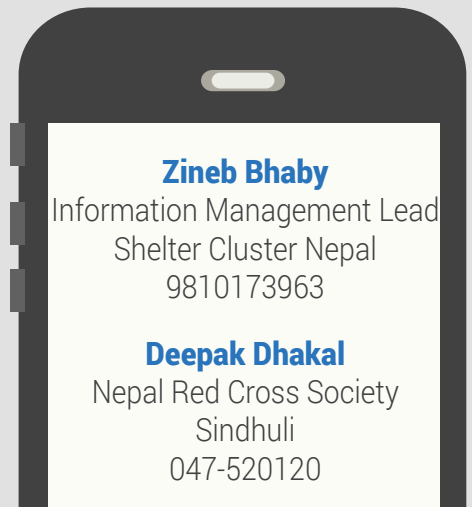 Zineb Bhaby
Information Management Lead
Shelter Cluster Nepal
9810173963
Deepak Dhakal
Nepal Red Cross Society
Sindhuli
047-520120